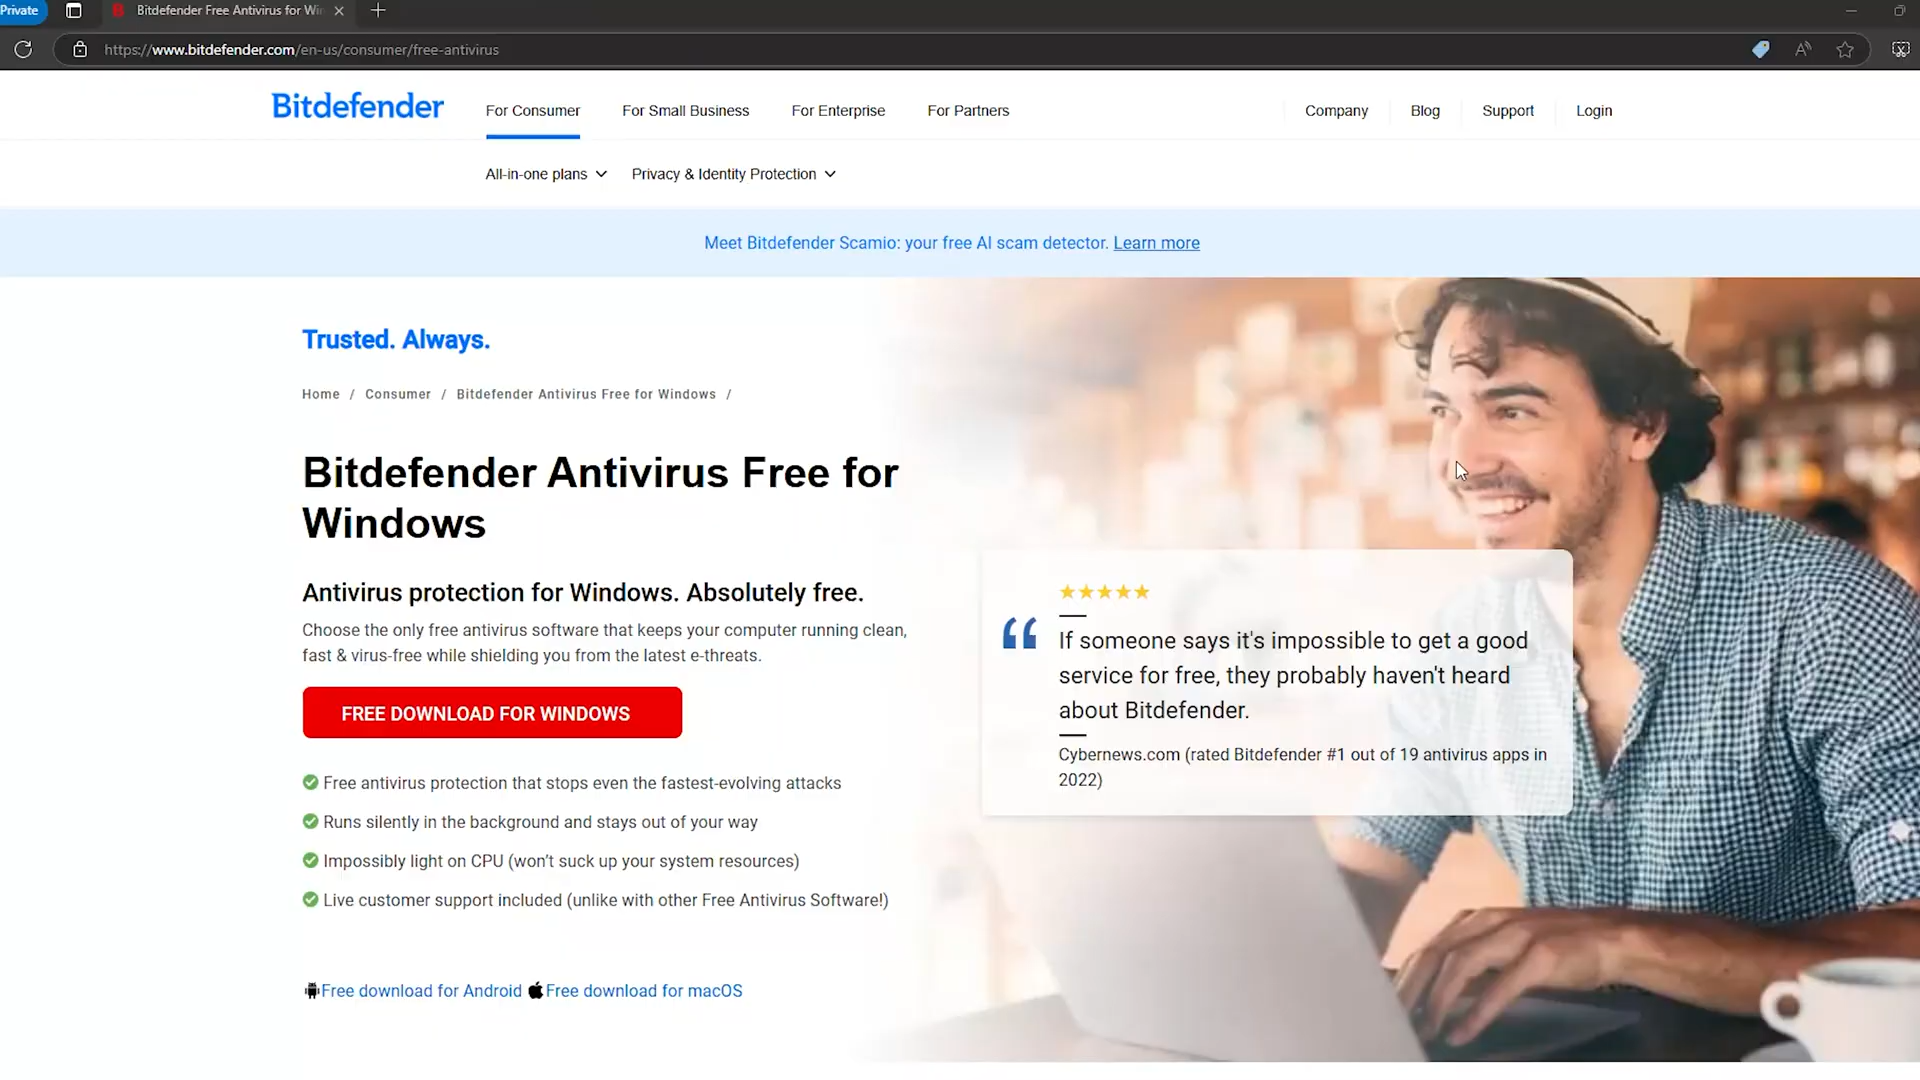 Private
Bitdefender Free Antivirus for Wi
https://www.bitdefender.com/en-us/consumer/free-antivirus
Bitdefender
For Consumer
For Small Business
For Enterprise
For Partners
Company
Blog
Support
Login
All-in-one plans
Privacy & Identity Protection
Meet Bitdefender Scamio: your free AI scam detector. Learn more
Trusted. Always.
Home / Consumer / Bitdefender Antivirus Free for Windows /
Bitdefender Antivirus Free for
Windows
Antivirus protection for Windows. Absolutely free.
Choose the only free antivirus software that keeps your computer running clean,
fast & virus-free while shielding you from the latest e-threats.
FREE DOWNLOAD FOR WINDOWS
Free antivirus protection that stops even the fastest-evolving attacks
Runs silently in the background and stays out of your way
Impossibly light on CPU (won't suck up your system resources)
Live customer support included (unlike with other Free Antivirus Software!)
Free download for Android Free download for macOS
“
If someone says it's impossible to get a good
service for free, they probably haven't heard
about Bitdefender.
Cybernews.com (rated Bitdefender #1 out of 19 antivirus apps in
2022)